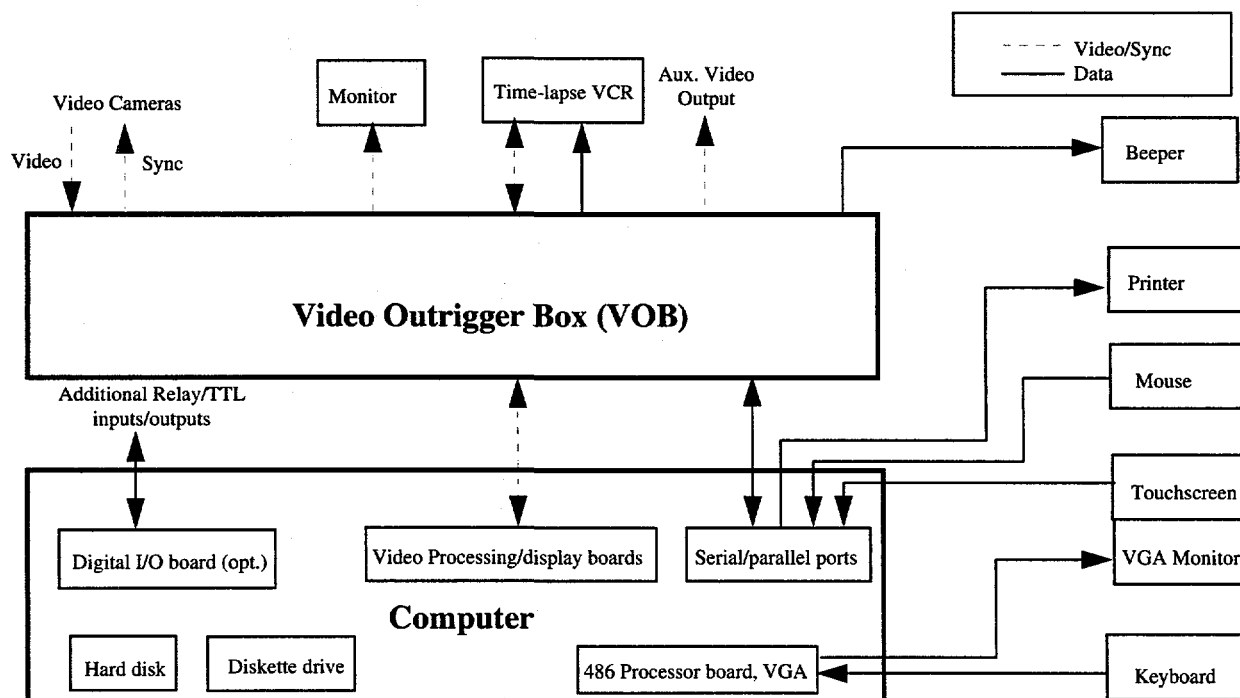 Video/Sync
Data
Video Cameras
Monitor
Time-lapse VCR
Aux. Video
Output
Video
Sync
Beeper
Video Outrigger Box (VOB)
Printer
Mouse
Additional Relay/TTL
inputs/outputs
Touchscreen
Digital I/O board (opt.)
Video Processing/display boards
Serial/parallel ports
VGA Monitor
Computer
Hard disk
Diskette drive
486 Processor board, VGA
Keyboard